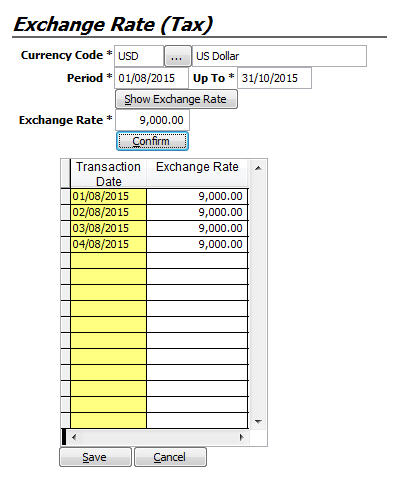 Exchange Rate (Tax)
Currency Code * USD ... US Dollar
Period * 01/08/2015 Up To * 31/10/2015
Show Exchange Rate
Exchange Rate * 9,000.00
Confirm
Transaction Date Exchange Rate
01/08/2015 9,000.00
02/08/2015 9,000.00
03/08/2015 9,000.00
04/08/2015 9,000.00
Save Cancel